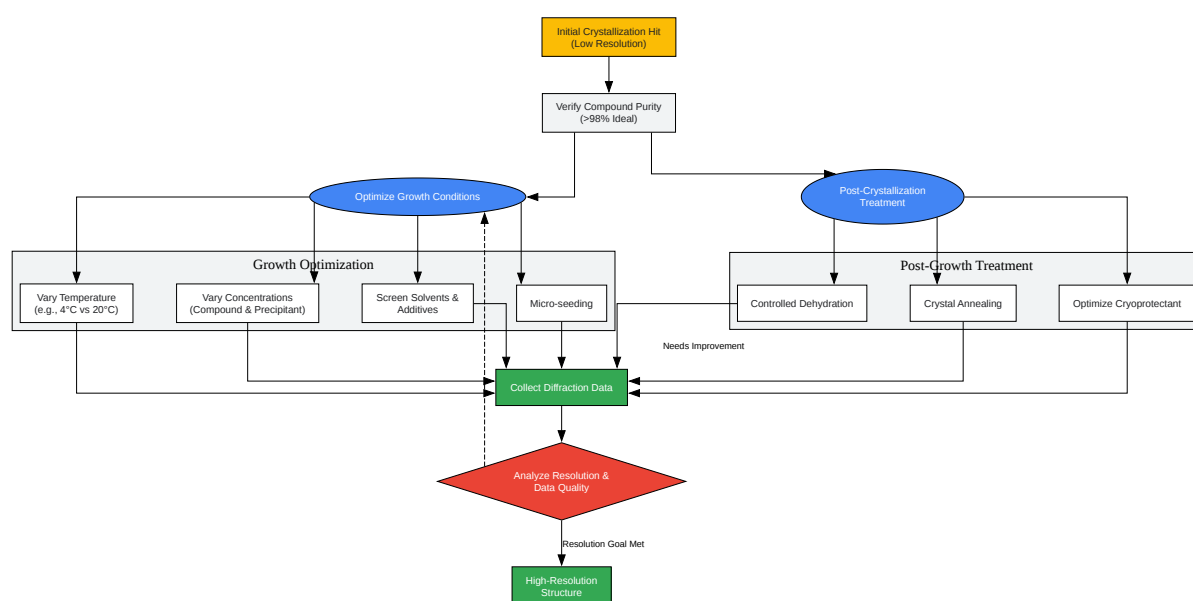 Initial Crystallization Hit
(Low Resolution)
Verify Compound Purity
(>98% Ideal)
Optimize Growth Conditions
Post-Crystallization
Treatment
Growth Optimization
Post-Growth Treatment
Vary Temperature
(e.g., 4°C vs 20°C)
Vary Concentrations
(Compound & Precipitant)
Screen Solvents &
Additives
Micro-seeding
Controlled Dehydration
Crystal Annealing
Optimize Cryoprotectant
Needs Improvement
Collect Diffraction Data
Analyze Resolution &
Data Quality
Resolution Goal Met
High-Resolution
Structure